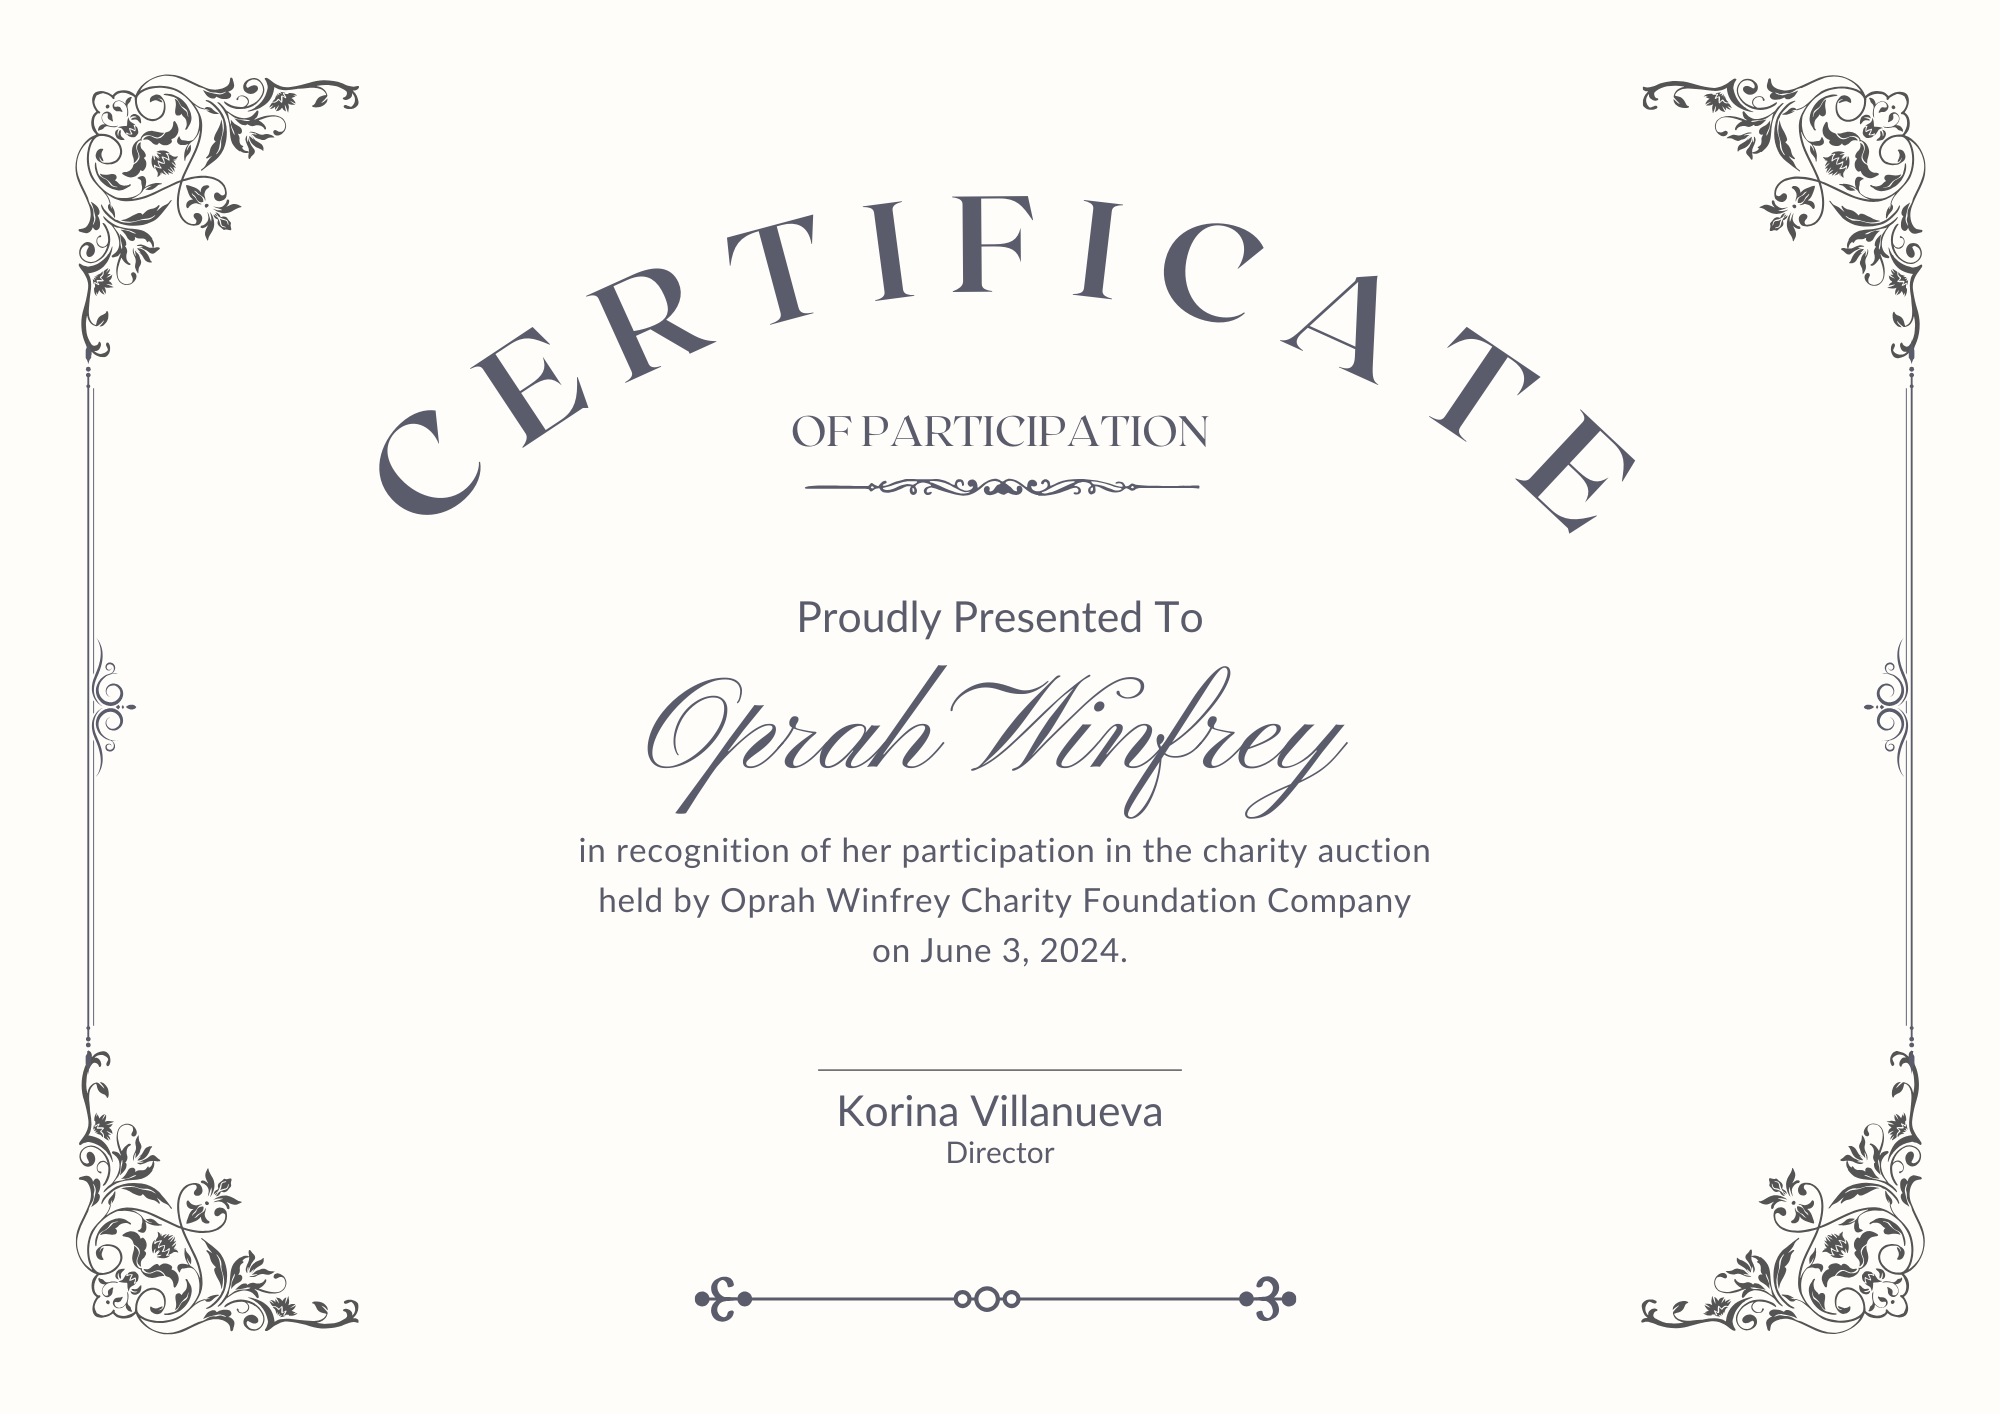 CERTIFICATE
OF PARTICIPATION
Proudly Presented To
Oprah Winfrey
in recognition of her participation in the charity auction
held by Oprah Winfrey Charity Foundation Company
on June 3, 2024.
Korina Villanueva
Director